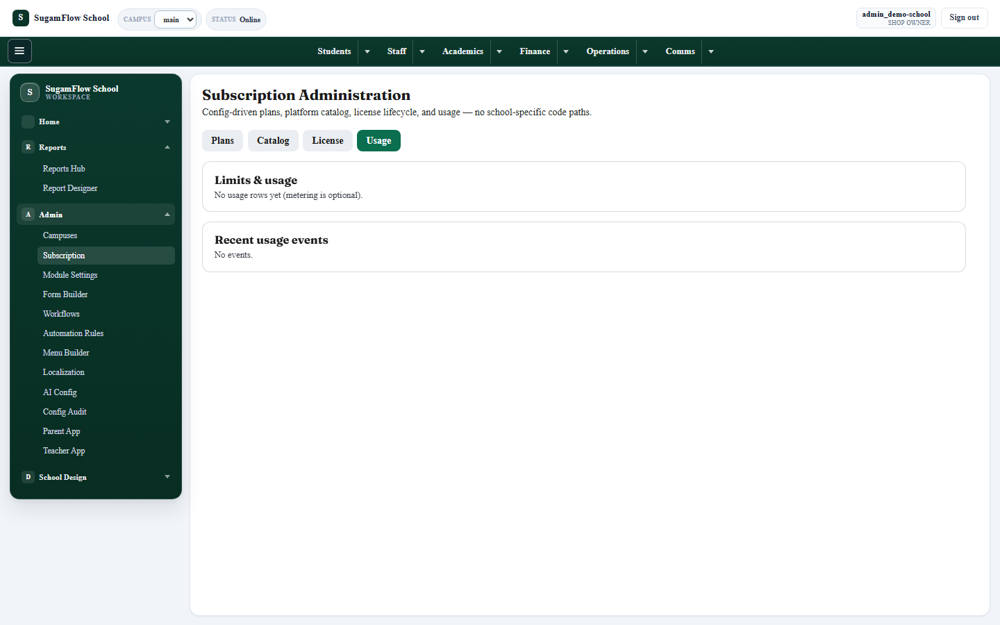 S SugamFlow School CAMPUS main STATUS Online admin_demo-school SHOP OWNER Sign out
Students Staff Academics Finance Operations Comms
S SugamFlow School
WORKSPACE
Home
R Reports
Reports Hub
Report Designer
A Admin
Campuses
Subscription
Module Settings
Form Builder
Workflows
Automation Rules
Menu Builder
Localization
AI Config
Config Audit
Parent App
Teacher App
D School Design
Subscription Administration
Config-driven plans, platform catalog, license lifecycle, and usage — no school-specific code paths.
Plans Catalog License Usage
Limits & usage
No usage rows yet (metering is optional).
Recent usage events
No events.